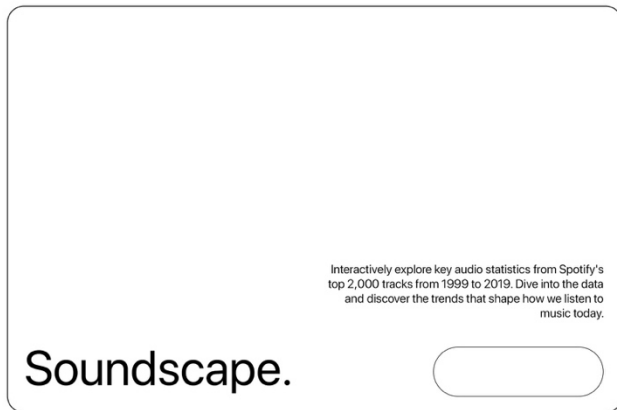 Interactively explore key audio statistics from Spotify's
top 2,000 tracks from 1999 to 2019. Dive into the data
and discover the trends that shape how we listen to
music today.
Soundscape.